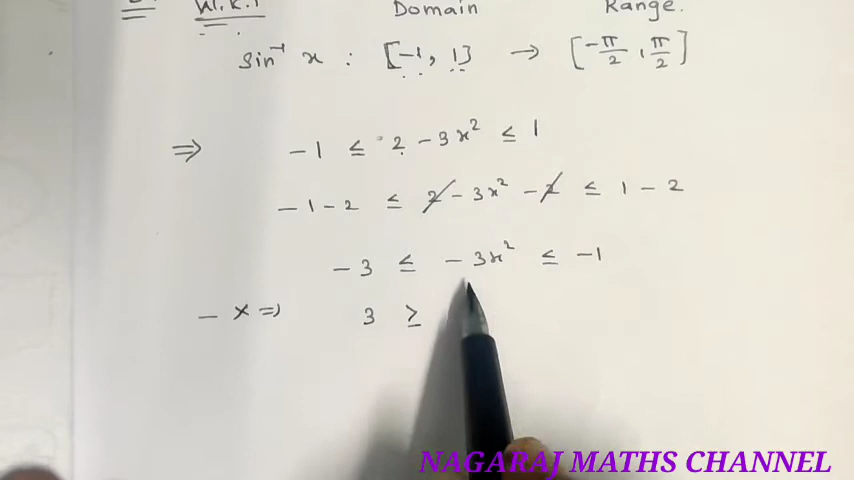 W.K.T Domain Range.
sin⁻¹ x : [-1, 1] → [-π/2, π/2]
⇒ -1 ≤ 2 - 3x² ≤ 1
-1-2 ≤ 2 - 3x² - 2 ≤ 1 - 2
-3 ≤ -3x² ≤ -1
- × ⇒ 3 ≥
NAGARAJ MATHS CHANNEL